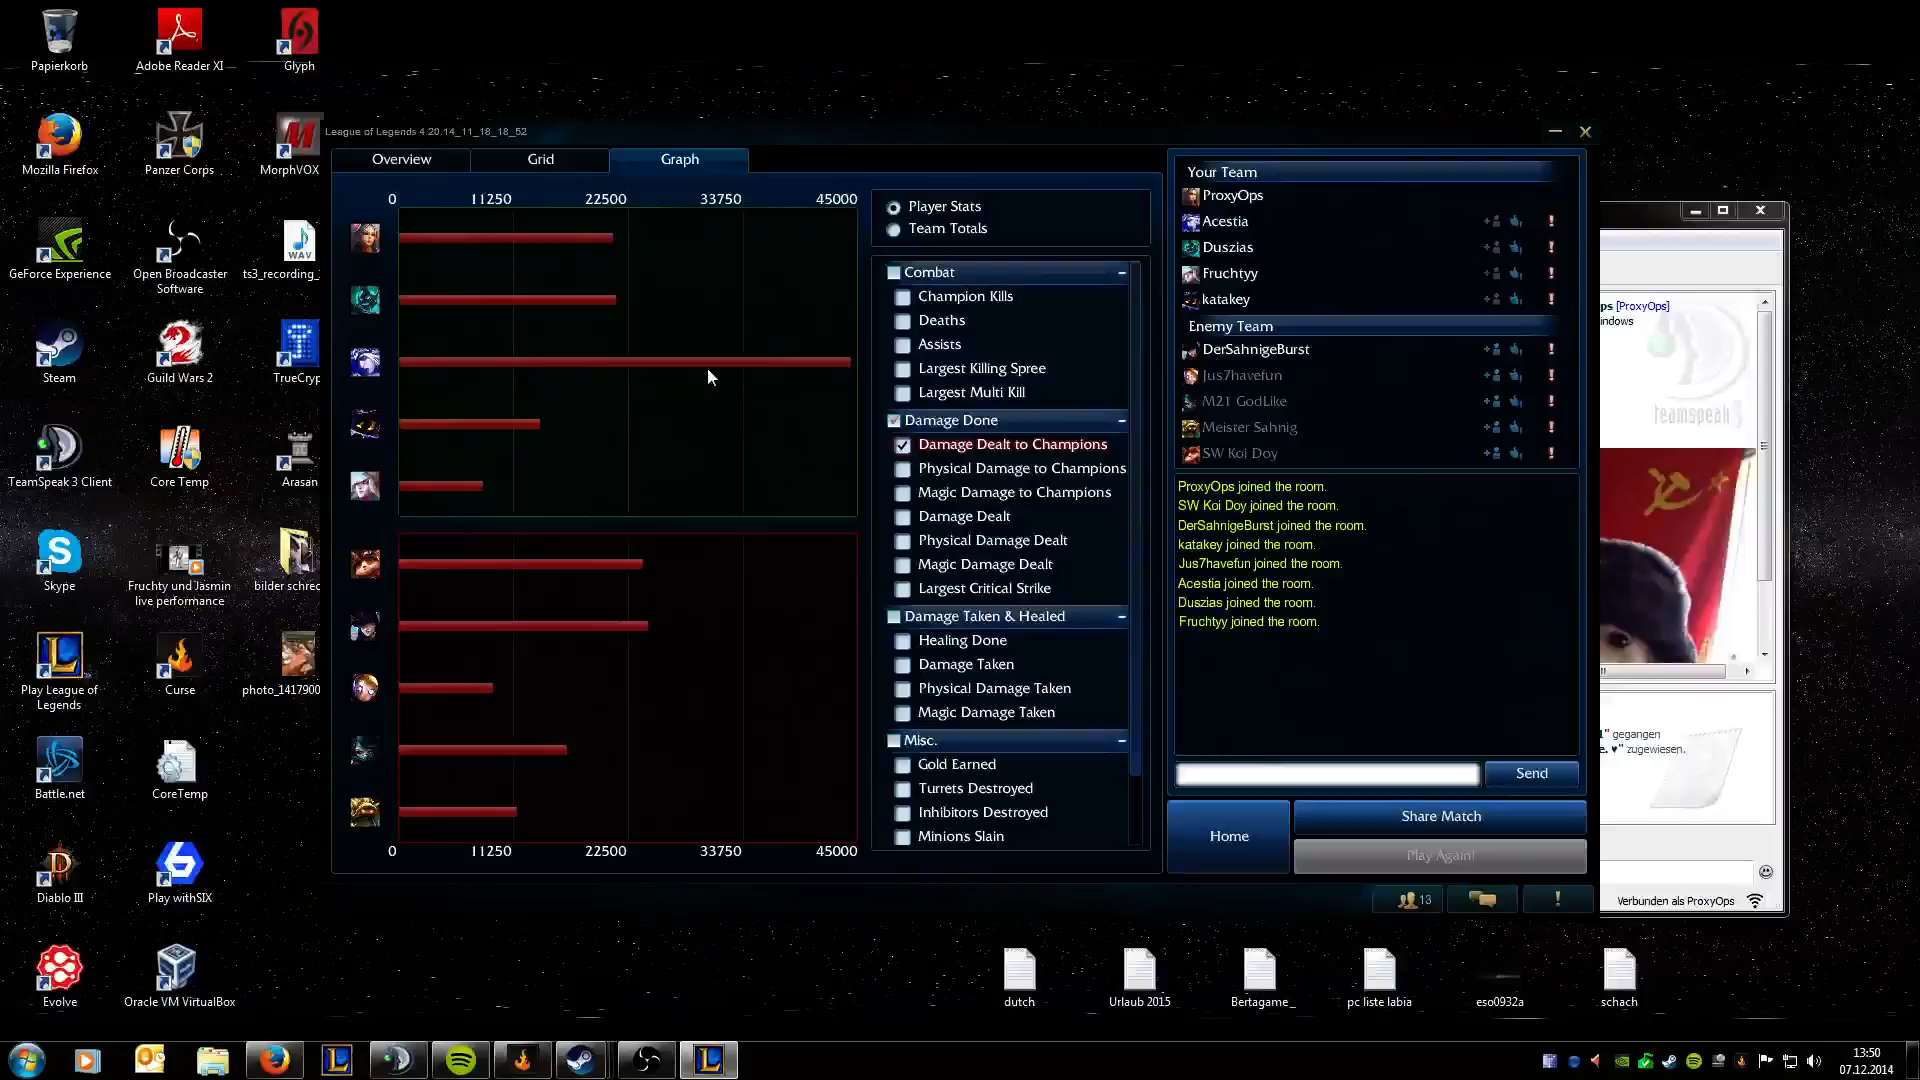 Papierkorb
Adobe Reader XI
Glyph
Mozilla Firefox
Panzer Corps
MorphVOX
GeForce Experience
Open Broadcaster
Software
ts3_recording_
Steam
Guild Wars 2
TrueCryp
TeamSpeak 3 Client
Core Temp
Arasan
Skype
Fruchty und Jasmin
live performance
bilder schrec
Play League of
Legends
Curse
photo_1417900
Battle.net
CoreTemp
Diablo III
Play withSIX
Evolve
Oracle VM VirtualBox
League of Legends 4.20.14_11_18_18_52
Overview
Grid
Graph
0 11250 22500 33750 45000
0 11250 22500 33750 45000
Player Stats
Team Totals
Combat
Champion Kills
Deaths
Assists
Largest Killing Spree
Largest Multi Kill
Damage Done
Damage Dealt to Champions
Physical Damage to Champions
Magic Damage to Champions
Damage Dealt
Physical Damage Dealt
Magic Damage Dealt
Largest Critical Strike
Damage Taken & Healed
Healing Done
Damage Taken
Physical Damage Taken
Magic Damage Taken
Misc.
Gold Earned
Turrets Destroyed
Inhibitors Destroyed
Minions Slain
Your Team
ProxyOps
Acestia
Duszias
Fruchtyy
katakey
Enemy Team
DerSahnigeBurst
Jus7havefun
M21 GodLike
Meister Sahnig
SW Koi Doy
ProxyOps joined the room.
SW Koi Doy joined the room.
DerSahnigeBurst joined the room.
katakey joined the room.
Jus7havefun joined the room.
Acestia joined the room.
Duszias joined the room.
Fruchtyy joined the room.
Send
Home
Share Match
Play Again!
13
ps [ProxyOps]
indows
teamspeak 3
1" gegangen
e. ♥" zugewiesen.
Verbunden als ProxyOps
dutch
Urlaub 2015
Bertagame_
pc liste labia
eso0932a
schach
13:50
07.12.2014